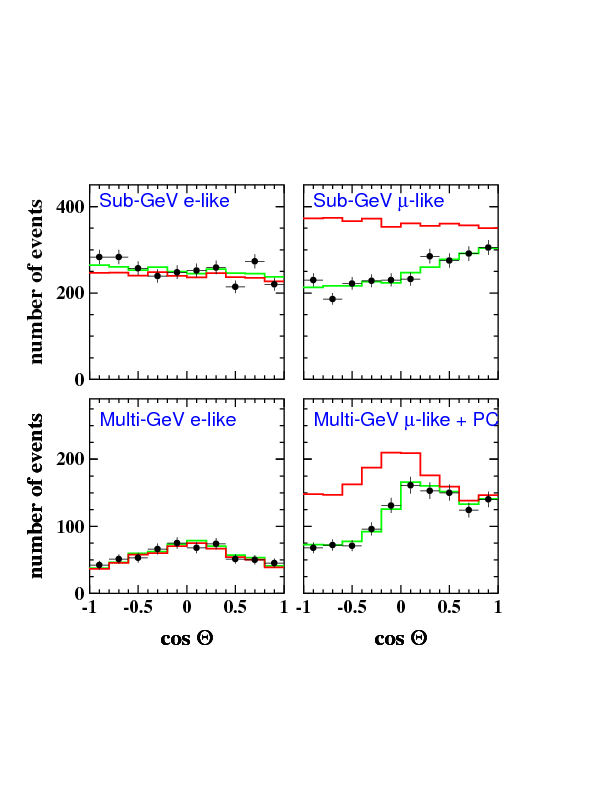 Sub-GeV e-like
Sub-GeV μ-like
number of events
400
200
0
Multi-GeV e-like
Multi-GeV μ-like + PC
number of events
200
100
0
-1 -0.5 0 0.5 1
-1 -0.5 0 0.5 1
cos Θ
cos Θ